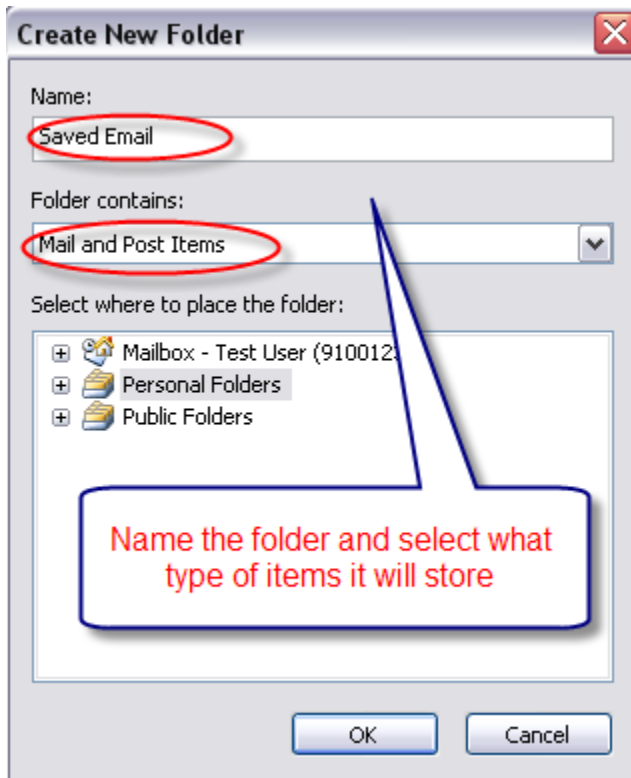 Create New Folder
Name:
Saved Email
Folder contains:
Mail and Post Items
Select where to place the folder:
Mailbox - Test User (9100123
Personal Folders
Public Folders
Name the folder and select what
type of items it will store
OK
Cancel